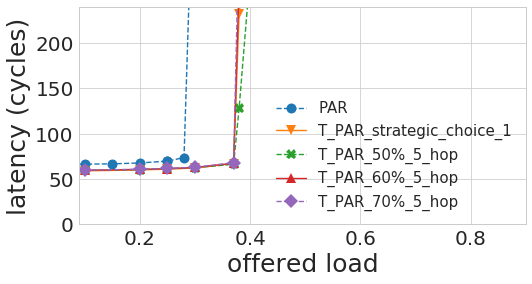 latency (cycles)
200
150
100
50
0
PAR
T_PAR_strategic_choice_1
T_PAR_50%_5_hop
T_PAR_60%_5_hop
T_PAR_70%_5_hop
0.2
0.4
0.6
0.8
offered load